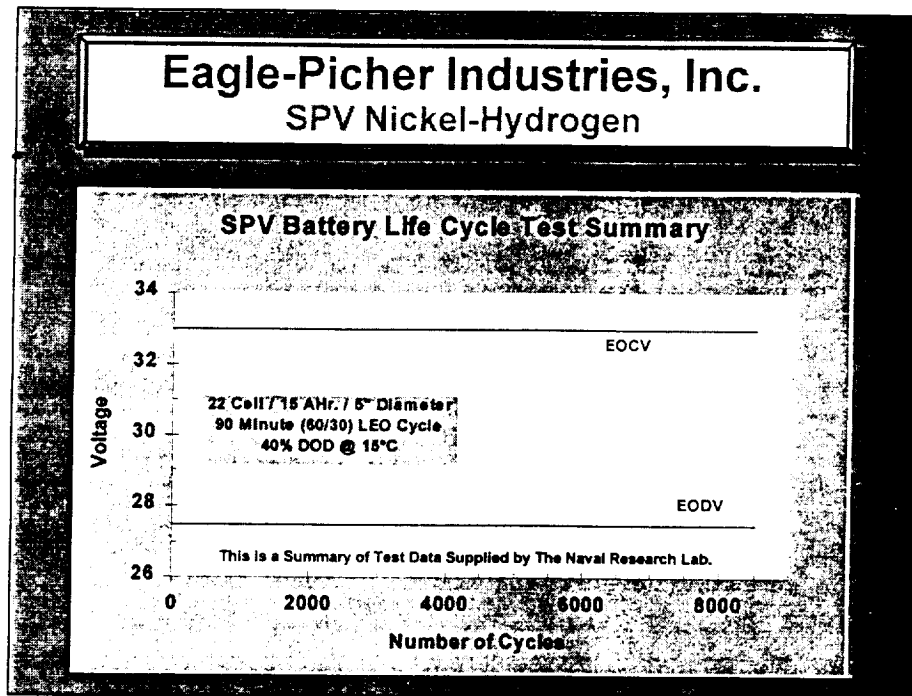 Eagle-Picher Industries, Inc.
SPV Nickel-Hydrogen
SPV Battery Life Cycle Test Summary
34
32
30
28
26
Voltage
EOCV
22 Cell / 15 AHr. / 5" Diameter
90 Minute (60/30) LEO Cycle
40% DOD @ 15°C
EODV
This is a Summary of Test Data Supplied by The Naval Research Lab.
0 2000 4000 6000 8000
Number of Cycles